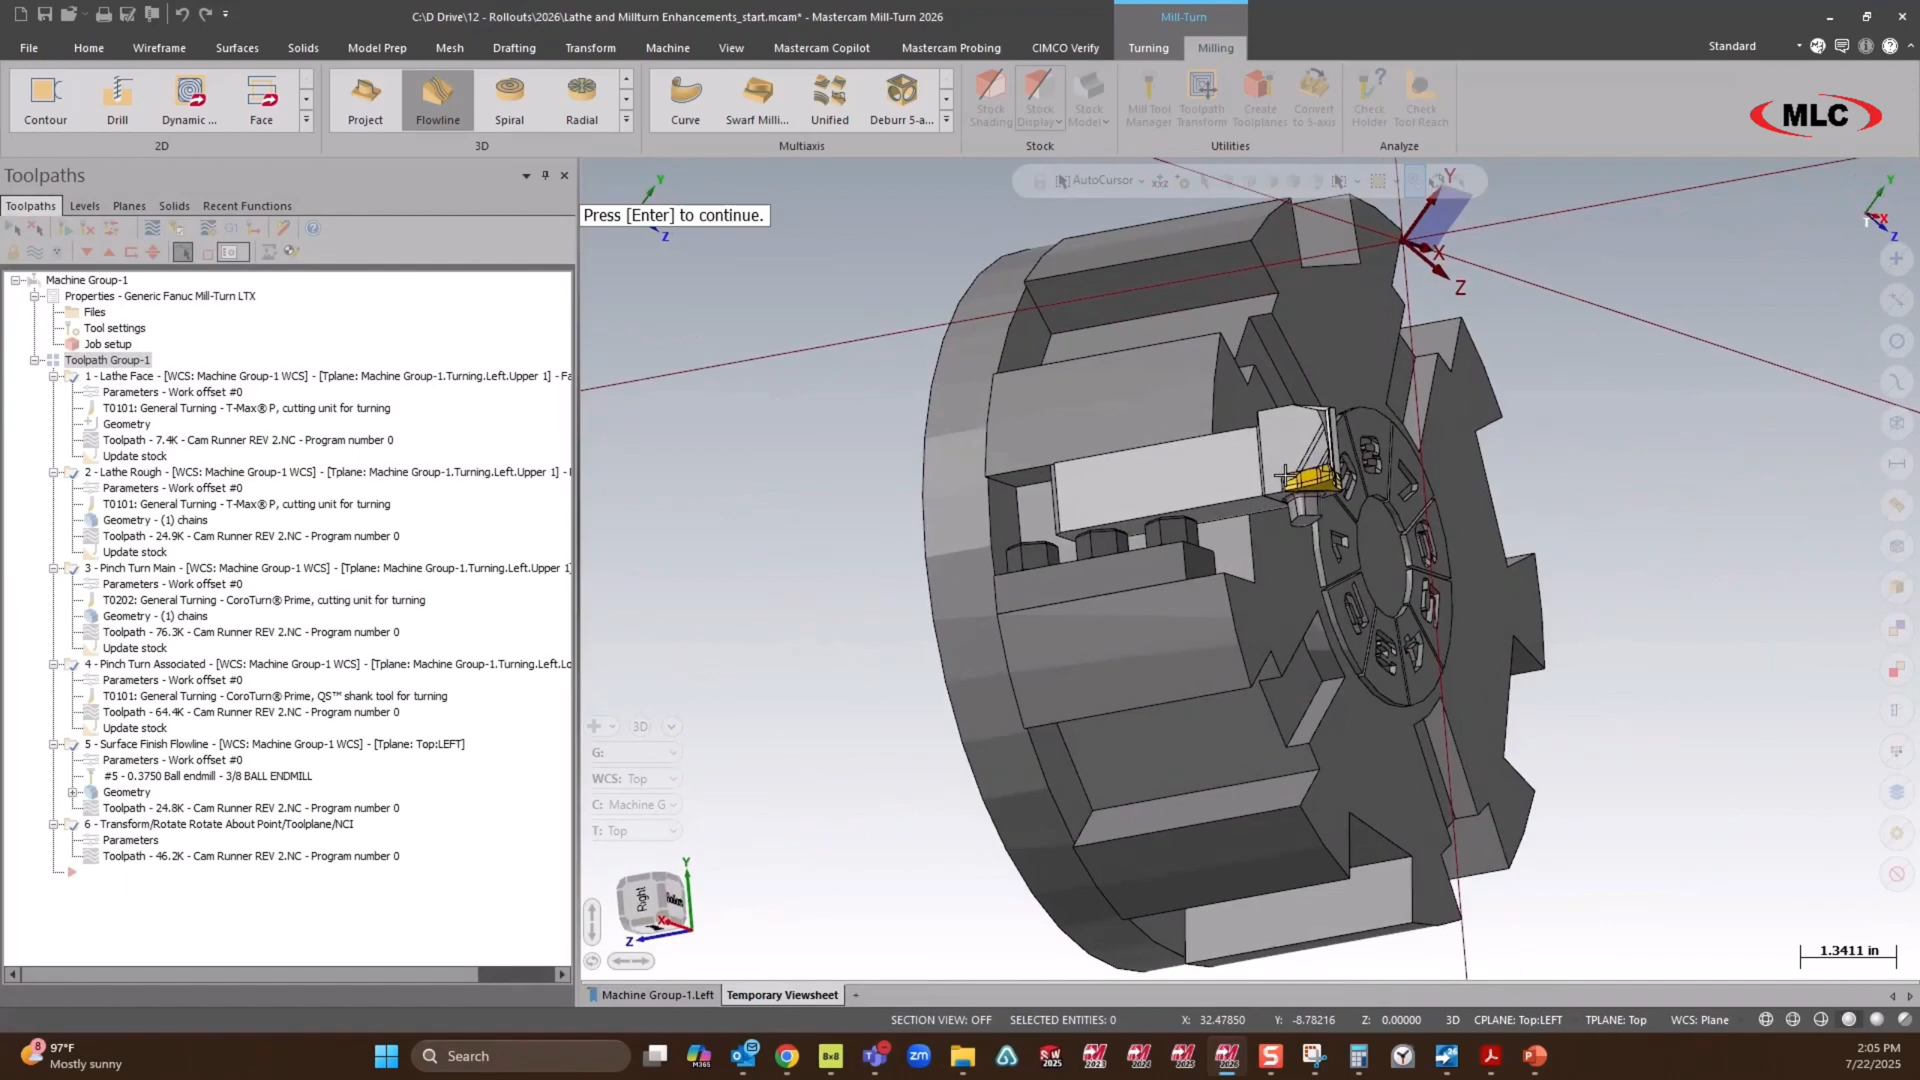 C:\D Drive\12 - Rollouts\2026\Lathe and Millturn Enhancements_start.mcam* - Mastercam Mill-Turn 2026
Mill-Turn
File Home Wireframe Surfaces Solids Model Prep Mesh Drafting Transform Machine View Mastercam Copilot Mastercam Probing CIMCO Verify Turning Milling
Standard
Contour Drill Dynamic ... Face
Project Flowline Spiral Radial
Curve Swarf Milli... Unified Deburr 5-a...
Stock Shading
Stock Display
Stock Model
Mill Tool Manager
Toolpath Transform
Create Toolplanes
Convert to 5-axis
Check Holder
Check Tool Reach
2D 3D Multiaxis Stock Utilities Analyze
MLC
Toolpaths
Toolpaths Levels Planes Solids Recent Functions
G1
Machine Group-1
Properties - Generic Fanuc Mill-Turn LTX
Files
Tool settings
Job setup
Toolpath Group-1
1 - Lathe Face - [WCS: Machine Group-1 WCS] - [Tplane: Machine Group-1.Turning.Left.Upper 1] - Fa
Parameters - Work offset #0
T0101: General Turning - T-Max® P, cutting unit for turning
Geometry
Toolpath - 7.4K - Cam Runner REV 2.NC - Program number 0
Update stock
2 - Lathe Rough - [WCS: Machine Group-1 WCS] - [Tplane: Machine Group-1.Turning.Left.Upper 1] -
Parameters - Work offset #0
T0101: General Turning - T-Max® P, cutting unit for turning
Geometry - (1) chains
Toolpath - 24.9K - Cam Runner REV 2.NC - Program number 0
Update stock
3 - Pinch Turn Main - [WCS: Machine Group-1 WCS] - [Tplane: Machine Group-1.Turning.Left.Upper 1]
Parameters - Work offset #0
T0202: General Turning - CoroTurn® Prime, cutting unit for turning
Geometry - (1) chains
Toolpath - 76.3K - Cam Runner REV 2.NC - Program number 0
Update stock
4 - Pinch Turn Associated - [WCS: Machine Group-1 WCS] - [Tplane: Machine Group-1.Turning.Left.Lo
Parameters - Work offset #0
T0101: General Turning - CoroTurn® Prime, QS™ shank tool for turning
Toolpath - 64.4K - Cam Runner REV 2.NC - Program number 0
Update stock
5 - Surface Finish Flowline - [WCS: Machine Group-1 WCS] - [Tplane: Top:LEFT]
Parameters - Work offset #0
#5 - 0.3750 Ball endmill - 3/8 BALL ENDMILL
Geometry
Toolpath - 24.8K - Cam Runner REV 2.NC - Program number 0
6 - Transform/Rotate Rotate About Point/Toolplane/NCI
Parameters
Toolpath - 46.2K - Cam Runner REV 2.NC - Program number 0
AutoCursor
Y
Z
Press [Enter] to continue.
Y
X
Z
Y
X
Z
3D
G:
WCS: Top
C: Machine G
T: Top
Right
Y
X
Z
1.3411 in
Machine Group-1.Left Temporary Viewsheet +
SECTION VIEW: OFF SELECTED ENTITIES: 0 X: 32.47850 Y: -8.78216 Z: 0.00000 3D CPLANE: Top:LEFT TPLANE: Top WCS: Plane
8
97°F
Mostly sunny
Search
M365
8x8
zm
SW 2025
2023
2024
2025
2026
26
2:05 PM
7/22/2025